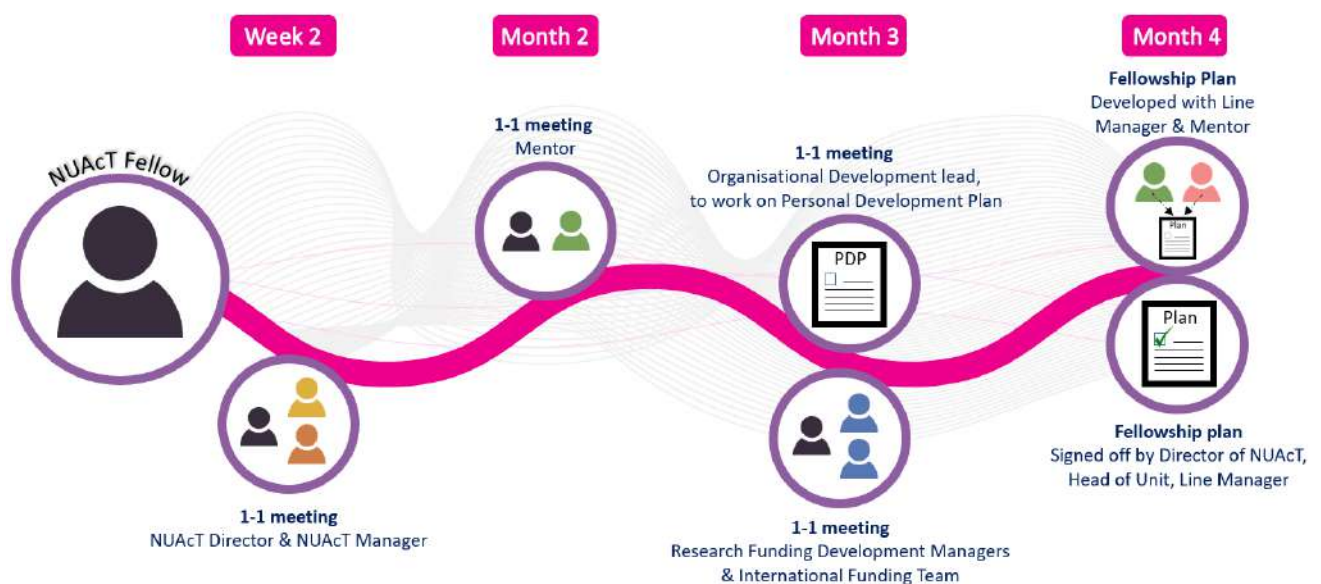 Week 2
Month 2
Month 3
Month 4
NUAcT Fellow
1-1 meeting
NUAcT Director & NUAcT Manager
1-1 meeting
Mentor
1-1 meeting
Organisational Development lead,
to work on Personal Development Plan
PDP
1-1 meeting
Research Funding Development Managers
& International Funding Team
Fellowship Plan
Developed with Line
Manager & Mentor
Plan
Plan
Fellowship plan
Signed off by Director of NUAcT,
Head of Unit, Line Manager